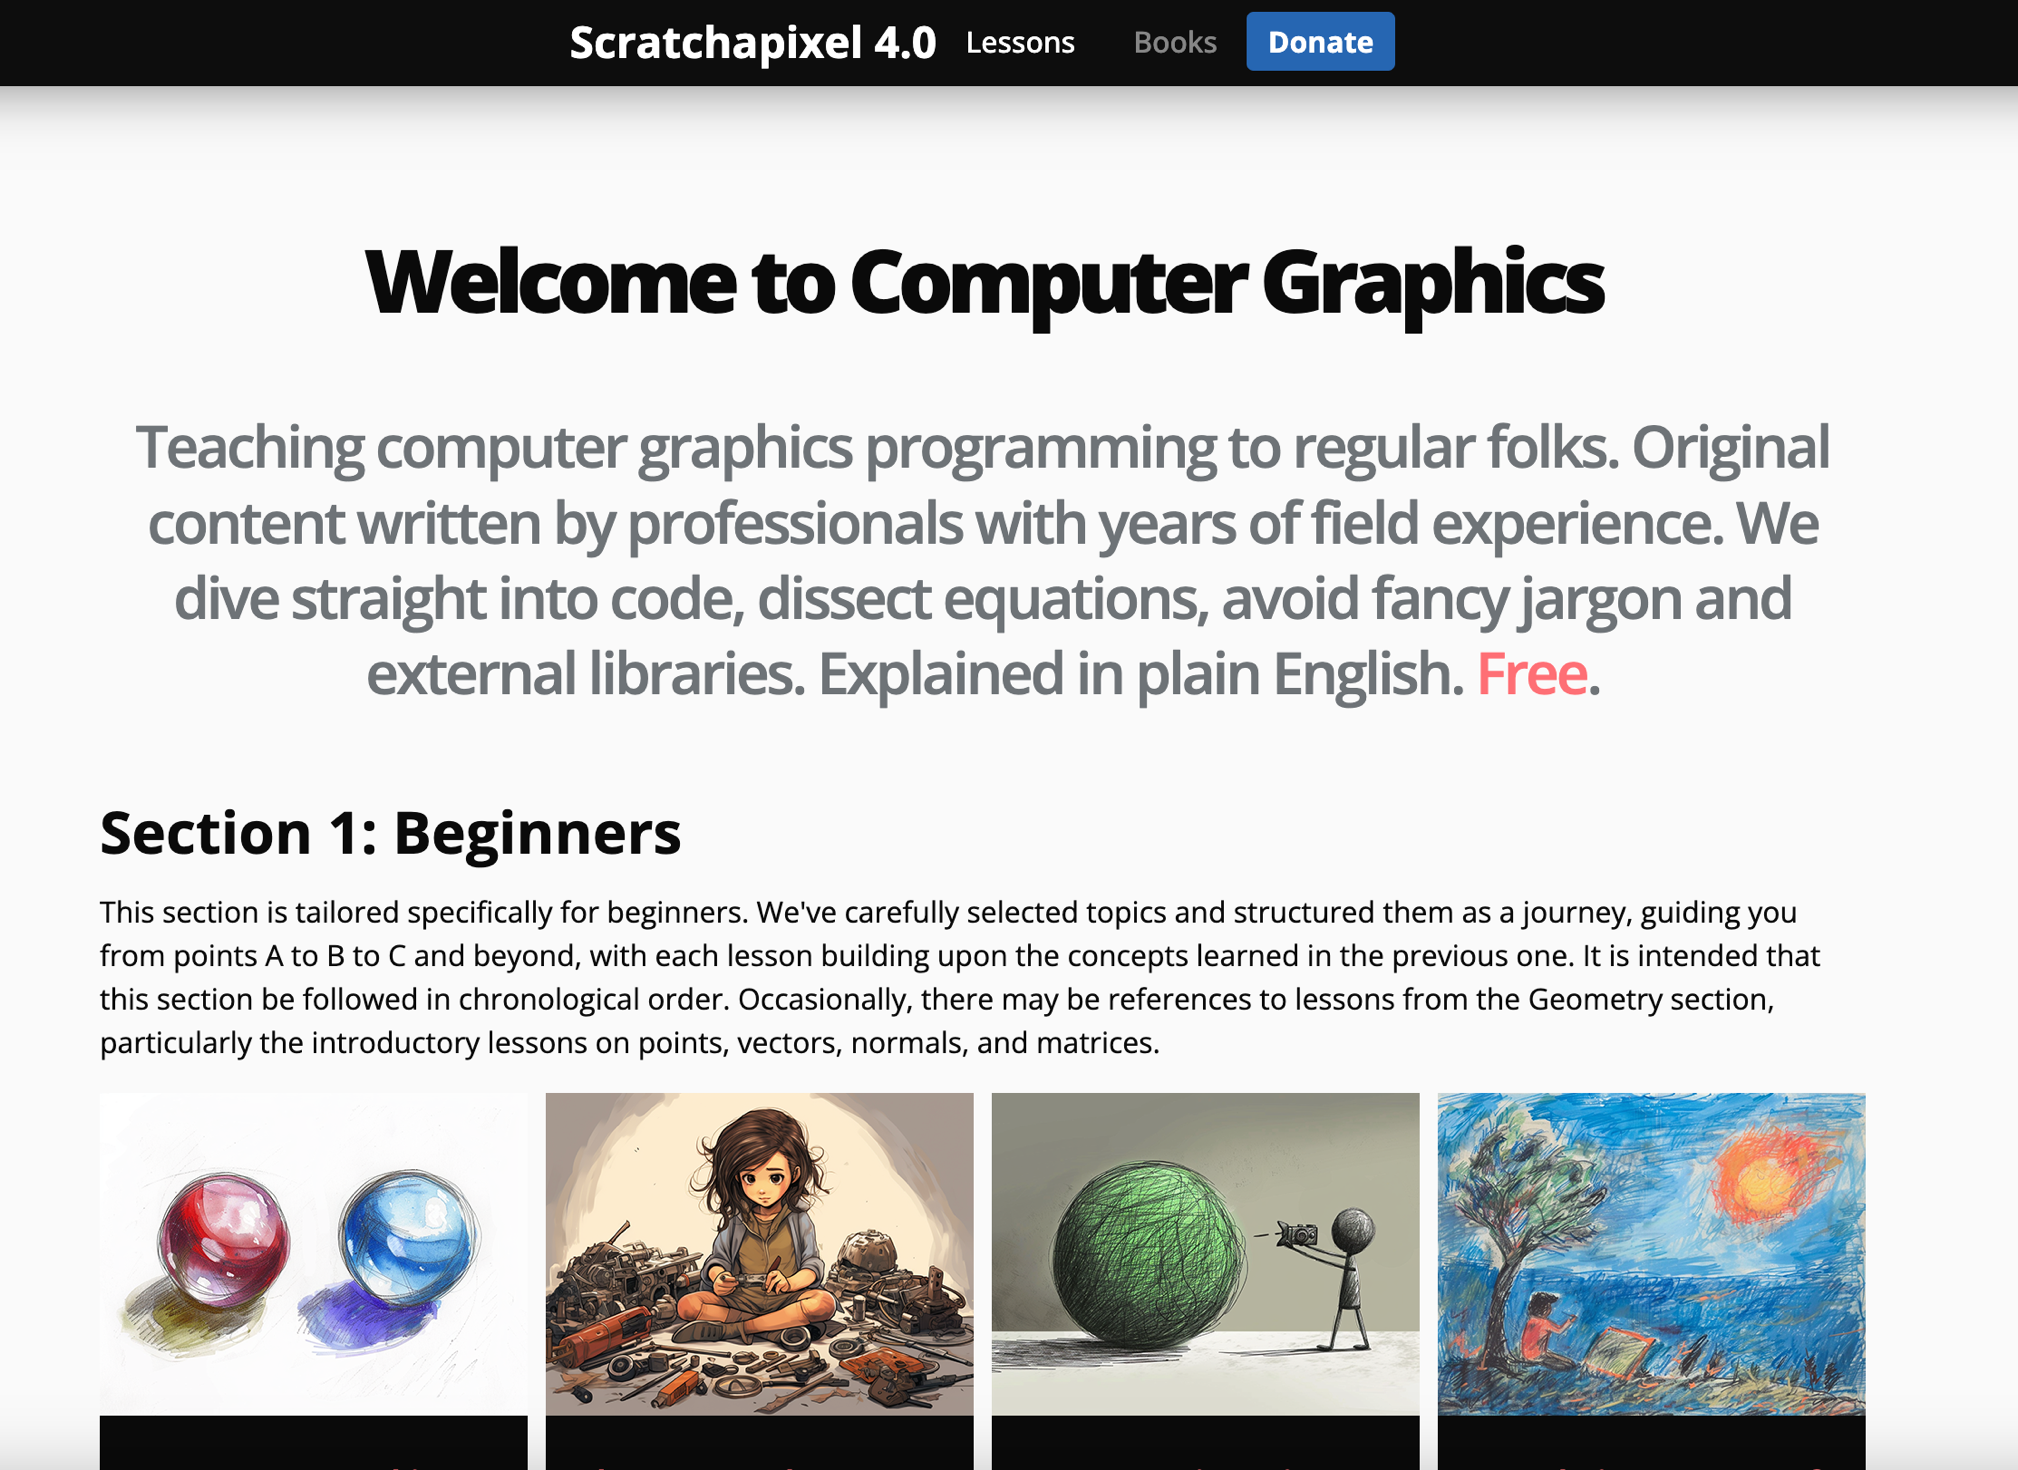 Scratchapixel 4.0 Lessons Books Donate
Welcome to Computer Graphics
Teaching computer graphics programming to regular folks. Original
content written by professionals with years of field experience. We
dive straight into code, dissect equations, avoid fancy jargon and
external libraries. Explained in plain English. Free.
Section 1: Beginners
This section is tailored specifically for beginners. We've carefully selected topics and structured them as a journey, guiding you
from points A to B to C and beyond, with each lesson building upon the concepts learned in the previous one. It is intended that
this section be followed in chronological order. Occasionally, there may be references to lessons from the Geometry section,
particularly the introductory lessons on points, vectors, normals, and matrices.